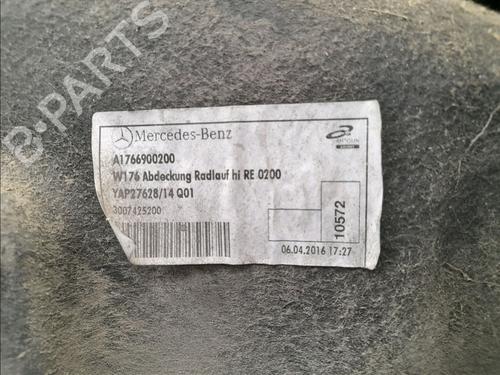 Mercedes-Benz
A1766900200
W176 Abdeckung Radlauf hi RE 0200
YAP27628/14 Q01
3007425200
10572
06.04.2016 17:27
B-PARTS